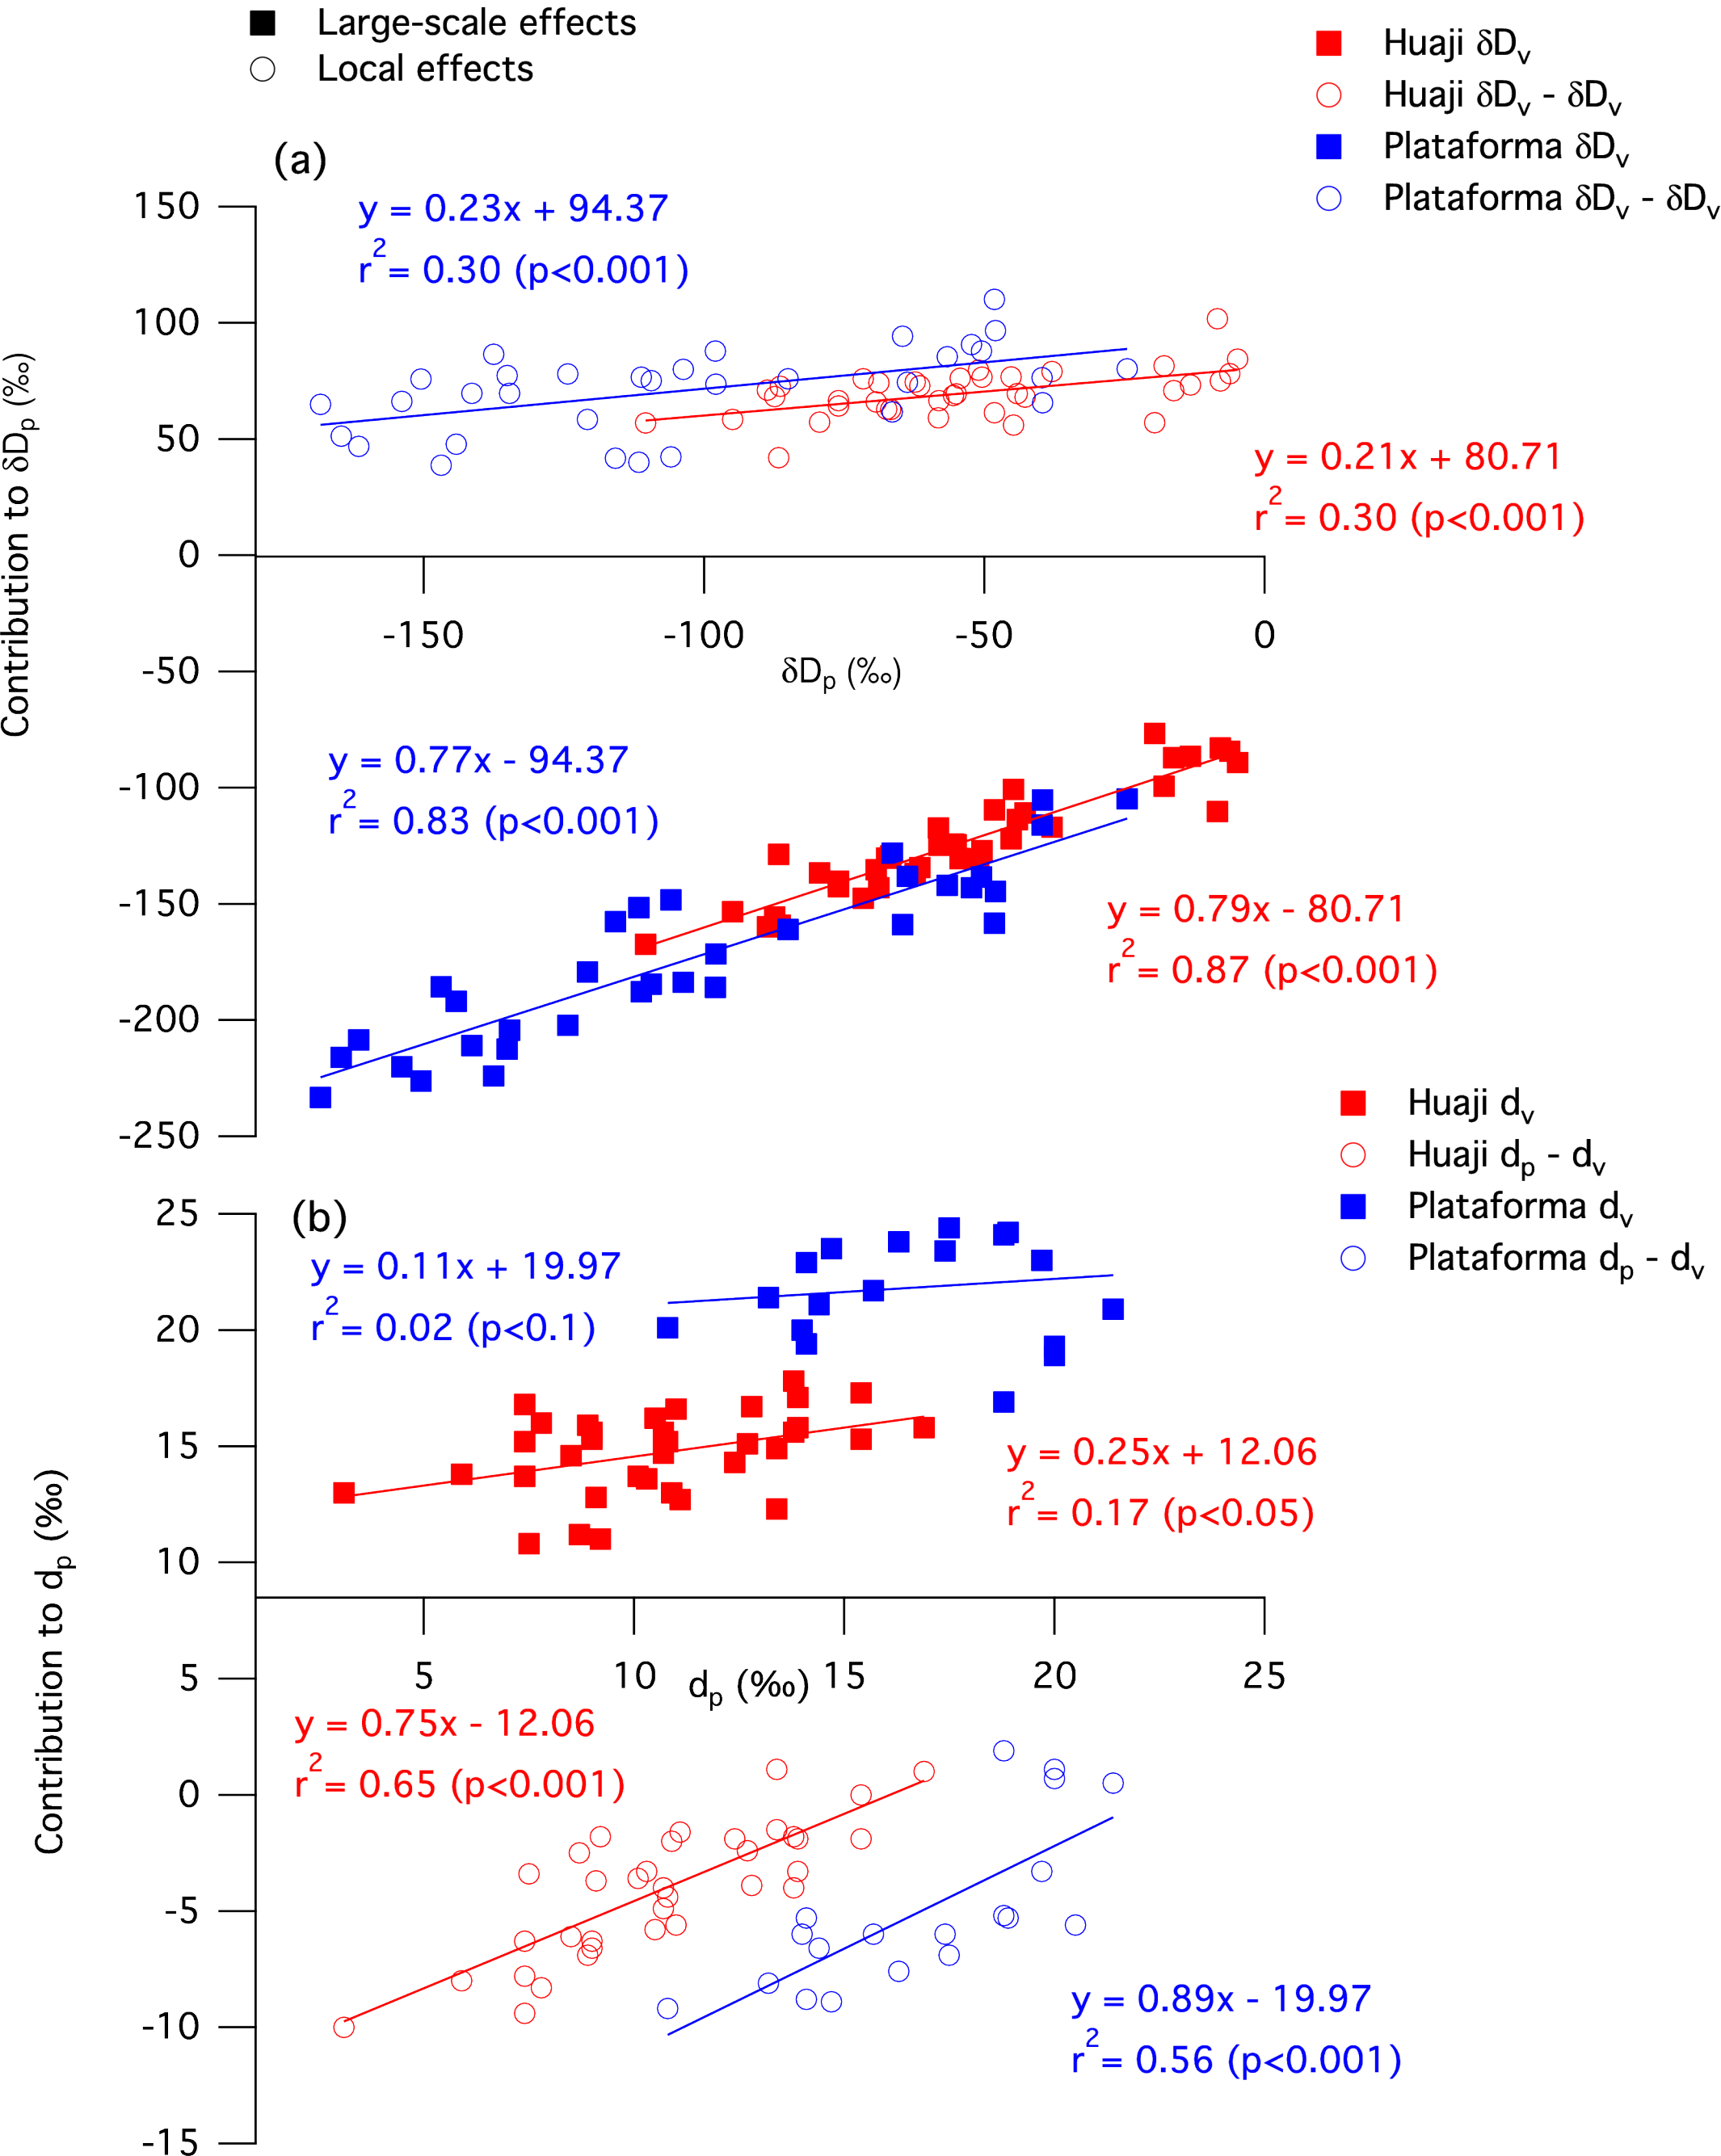 Large-scale effects
Local effects
Huaji δDv
Huaji δDv - δDv
Plataforma δDv
Plataforma δDv - δDv
(a)
Contribution to δDp (‰)
150
100
50
0
-50
-100
-150
-200
-250
y = 0.23x + 94.37
r2= 0.30 (p<0.001)
y = 0.21x + 80.71
r2= 0.30 (p<0.001)
-150 -100 -50 0
δDp (‰)
y = 0.77x - 94.37
r2= 0.83 (p<0.001)
y = 0.79x - 80.71
r2= 0.87 (p<0.001)
Huaji dv
Huaji dp - dv
Plataforma dv
Plataforma dp - dv
(b)
Contribution to dp (‰)
25
20
15
10
5
0
-5
-10
-15
y = 0.11x + 19.97
r2= 0.02 (p<0.1)
y = 0.25x + 12.06
r2= 0.17 (p<0.05)
5 10 15 20 25
dp (‰)
y = 0.75x - 12.06
r2= 0.65 (p<0.001)
y = 0.89x - 19.97
r2= 0.56 (p<0.001)